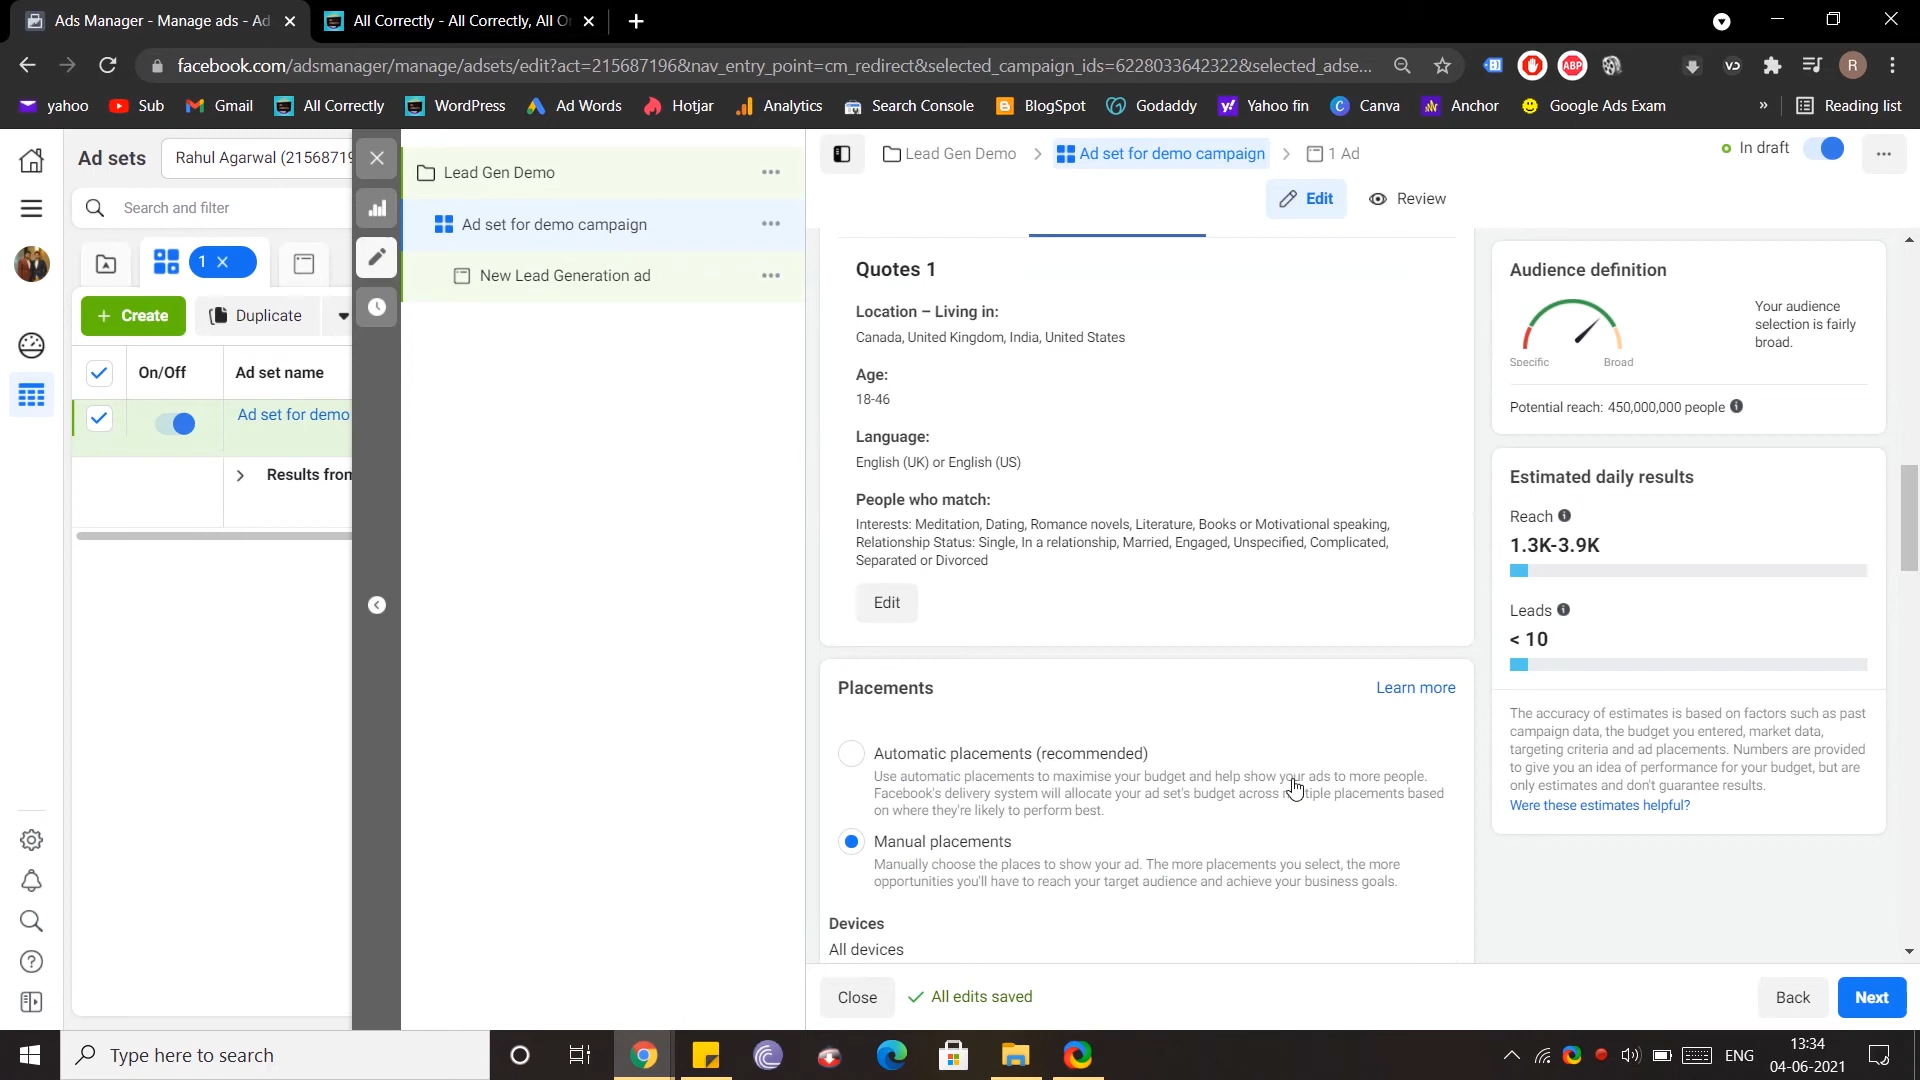 Ads Manager - Manage ads - Ad
All Correctly - All Correctly, All O
facebook.com/adsmanager/manage/adsets/edit?act=215687196&nav_entry_point=cm_redirect&selected_campaign_ids=6228033642322&selected_adse...
ABP
R
yahoo
Sub
Gmail
All Correctly
WordPress
Ad Words
Hotjar
Analytics
Search Console
BlogSpot
Godaddy
Yahoo fin
Canva
Anchor
Google Ads Exam
»
Reading list
Ad sets
Rahul Agarwal (21568719
Search and filter
1
+ Create
Duplicate
On/Off
Ad set name
Ad set for demo
Results from
Lead Gen Demo
Ad set for demo campaign
New Lead Generation ad
Lead Gen Demo
Ad set for demo campaign
1 Ad
In draft
Edit
Review
Quotes 1
Location – Living in:
Canada, United Kingdom, India, United States
Age:
18-46
Language:
English (UK) or English (US)
People who match:
Interests: Meditation, Dating, Romance novels, Literature, Books or Motivational speaking,
Relationship Status: Single, In a relationship, Married, Engaged, Unspecified, Complicated,
Separated or Divorced
Edit
Placements
Learn more
Automatic placements (recommended)
Use automatic placements to maximise your budget and help show your ads to more people.
Facebook's delivery system will allocate your ad set's budget across multiple placements based
on where they're likely to perform best.
Manual placements
Manually choose the places to show your ad. The more placements you select, the more
opportunities you'll have to reach your target audience and achieve your business goals.
Devices
All devices
Close
All edits saved
Back
Next
Audience definition
Your audience
selection is fairly
broad.
Specific
Broad
Potential reach: 450,000,000 people
Estimated daily results
Reach
1.3K-3.9K
Leads
< 10
The accuracy of estimates is based on factors such as past
campaign data, the budget you entered, market data,
targeting criteria and ad placements. Numbers are provided
to give you an idea of performance for your budget, but are
only estimates and don't guarantee results.
Were these estimates helpful?
Type here to search
ENG
13:34
04-06-2021